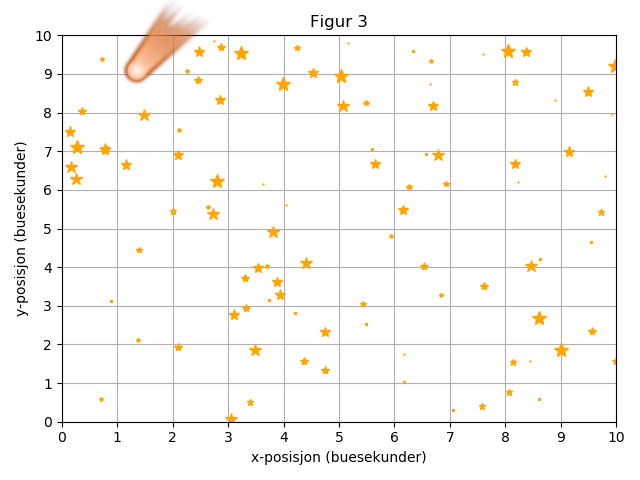 Figur 3
10
9
8
7
6
5
4
3
2
1
0
y-posisjon (buesekunder)
0 1 2 3 4 5 6 7 8 9 10
x-posisjon (buesekunder)